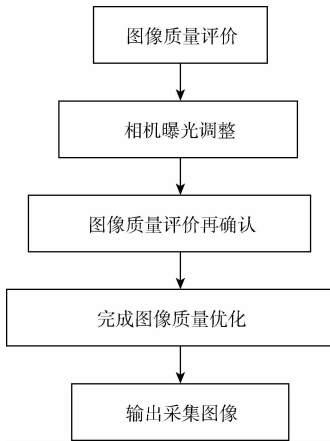 图像质量评价
相机曝光调整
图像质量评价再确认
完成图像质量优化
输出采集图像